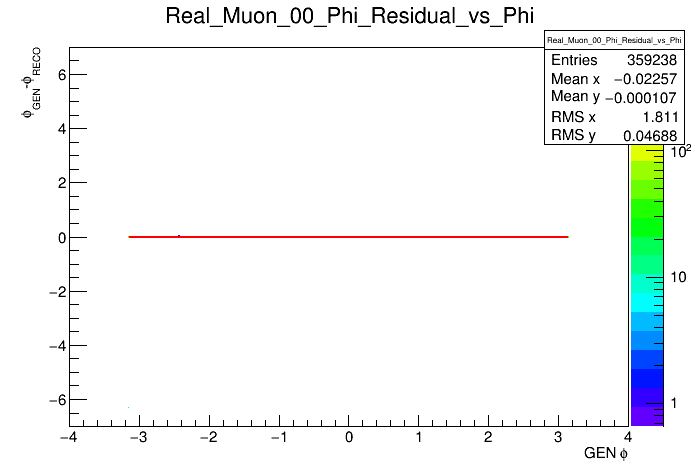 Real_Muon_00_Phi_Residual_vs_Phi
Real_Muon_00_Phi_Residual_vs_Phi
Entries 359238
Mean x −0.02257
Mean y −0.000107
RMS x 1.811
RMS y 0.04688
ϕGEN-ϕRECO
6
4
2
0
−2
−4
−6
−4 −3 −2 −1 0 1 2 3 4
GEN ϕ
10²
10
1